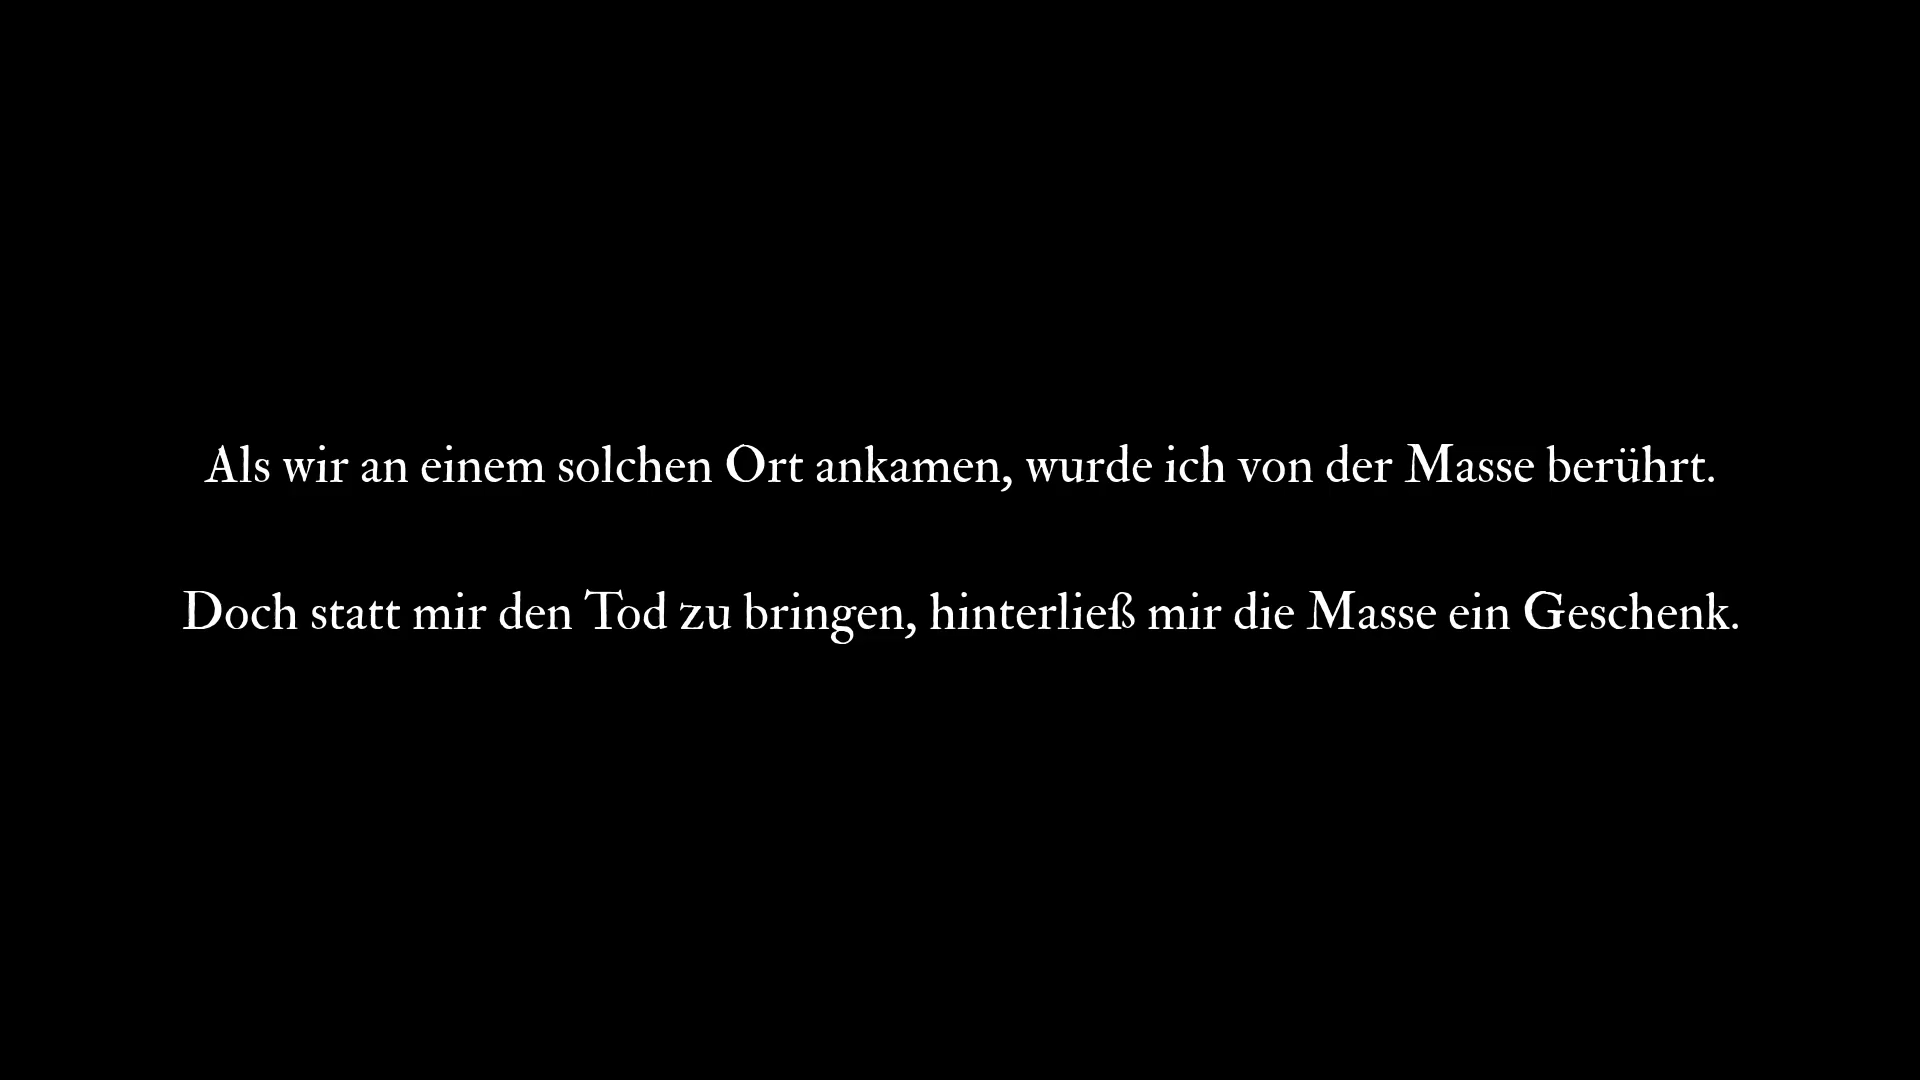 Als wir an einem solchen Ort ankamen, wurde ich von der Masse berührt.
Doch statt mir den Tod zu bringen, hinterließ mir die Masse ein Geschenk.